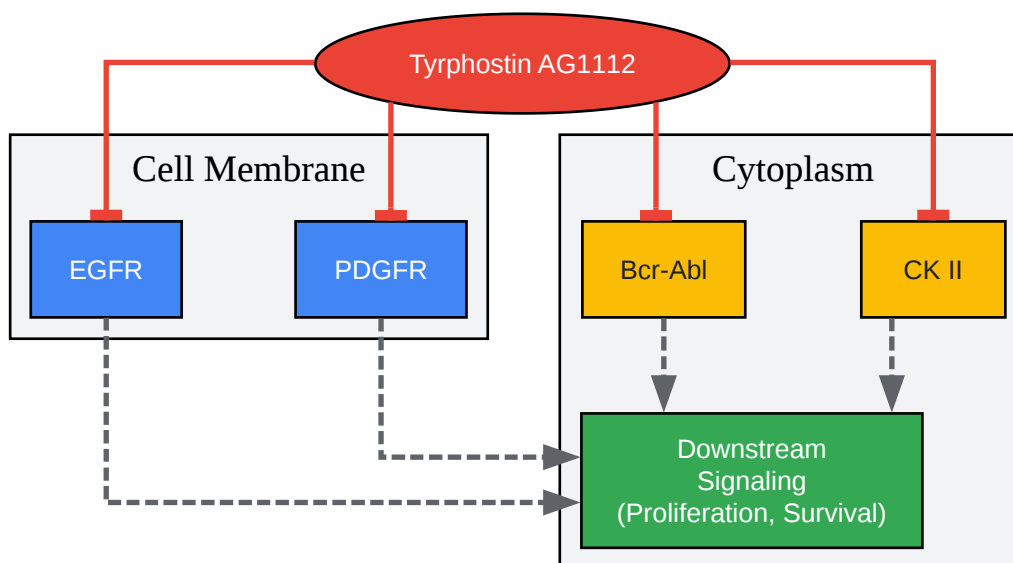 Tyrphostin AG1112
Cell Membrane
Cytoplasm
EGFR
PDGFR
Bcr-Abl
CK II
Downstream
Signaling
(Proliferation, Survival)